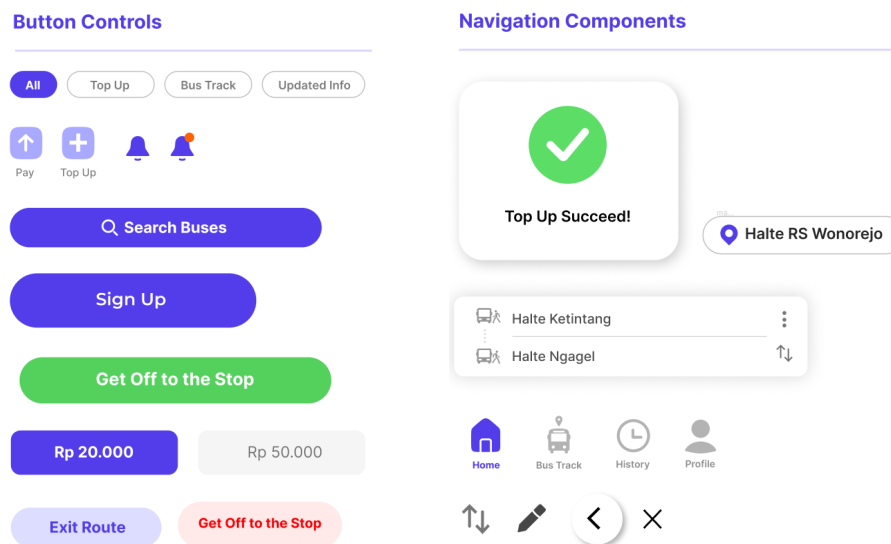 Button Controls
All
Top Up
Bus Track
Updated Info
Pay
Top Up
Search Buses
Sign Up
Get Off to the Stop
Rp 20.000
Rp 50.000
Exit Route
Get Off to the Stop
Navigation Components
Top Up Succeed!
Halte RS Wonorejo
Halte Ketintang
Halte Ngagel
Home
Bus Track
History
Profile